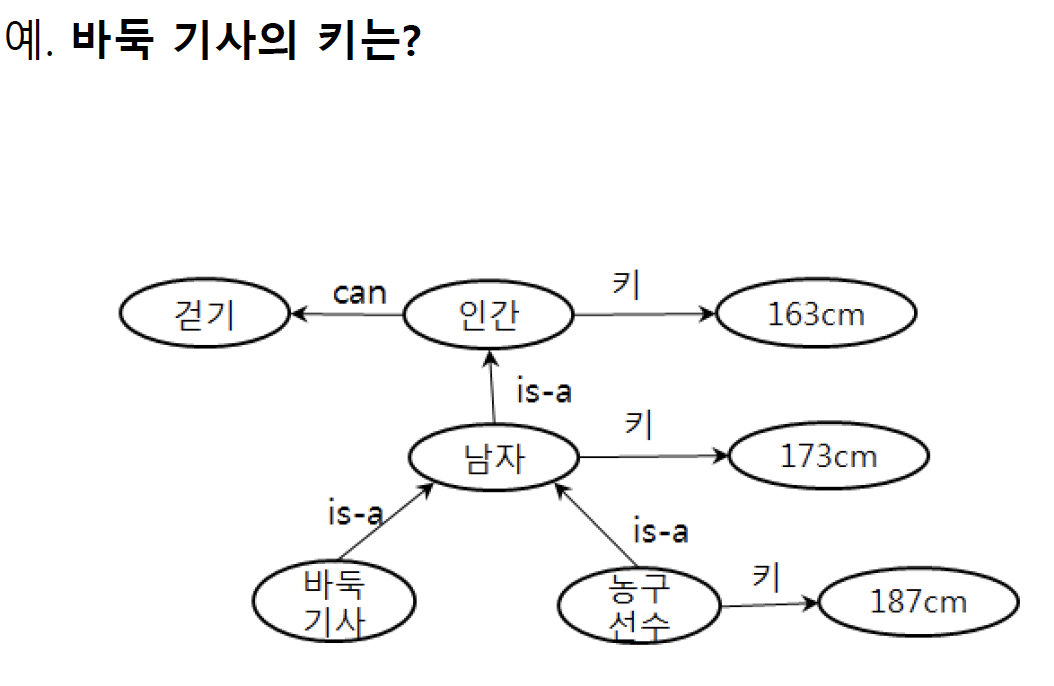 예. 바둑 기사의 키는?
걷기
can
인간
키
163cm
is-a
남자
키
173cm
is-a
is-a
바둑
기사
농구
선수
키
187cm